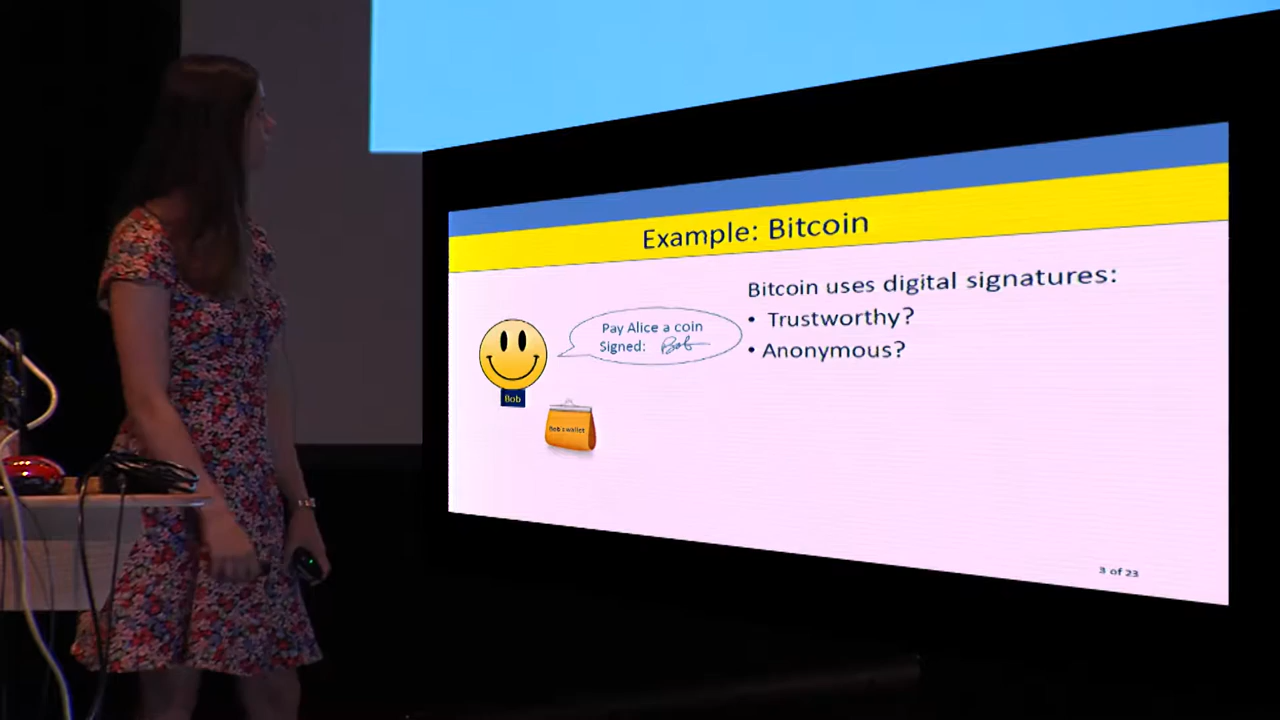 Example: Bitcoin
Bitcoin uses digital signatures:
• Trustworthy?
• Anonymous?
Pay Alice a coin
Signed: Bob
Bob
Bob's wallet
3 of 23